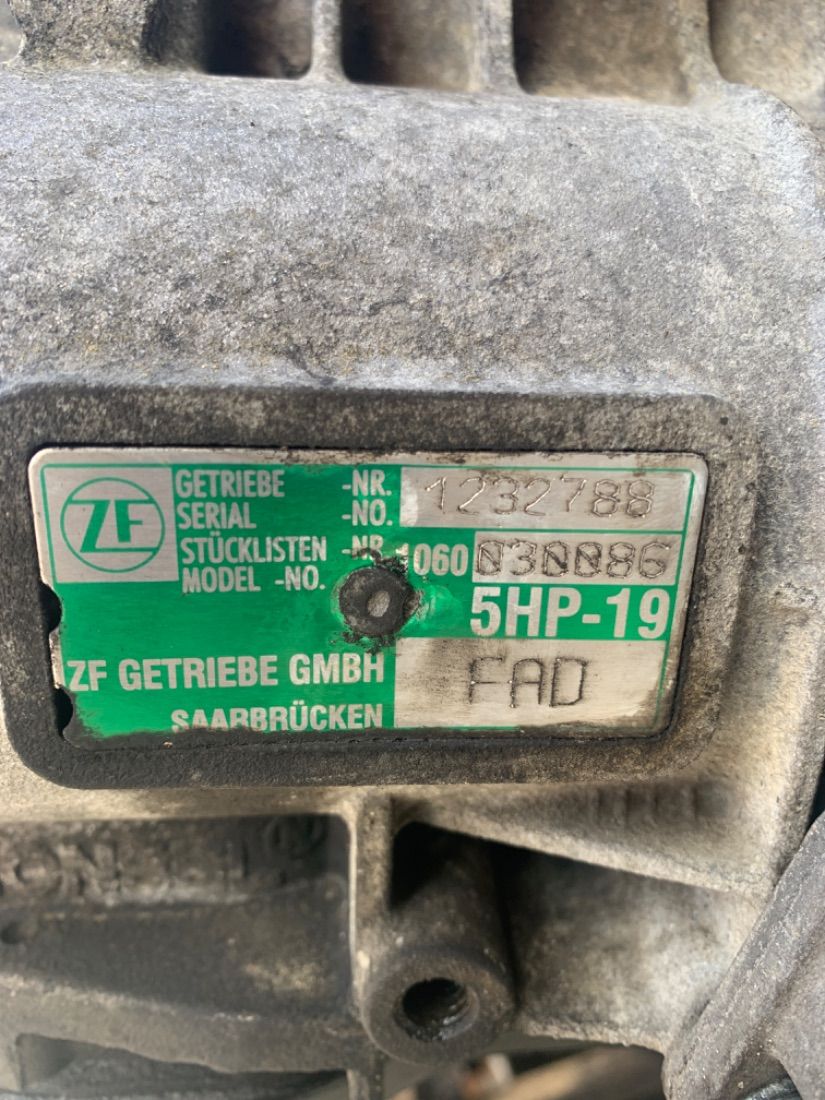 ZF
GETRIEBE -NR. 1232788
SERIAL -NO.
STÜCKLISTEN -NR. 1060 030086
MODEL -NO.
5HP-19
ZF GETRIEBE GMBH FAD
SAARBRÜCKEN